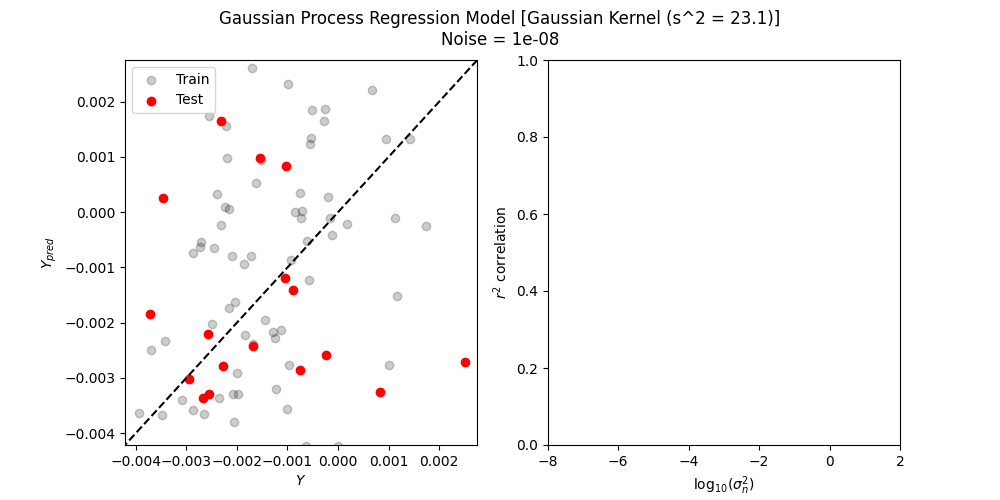 Gaussian Process Regression Model [Gaussian Kernel (s^2 = 23.1)]
Noise = 1e-08
Train
Test
0.002
0.001
0.000
−0.001
−0.002
−0.003
−0.004
Y_pred
−0.004 −0.003 −0.002 −0.001 0.000 0.001 0.002
Y
1.0
0.8
0.6
0.4
0.2
0.0
r² correlation
−8 −6 −4 −2 0 2
log₁₀(σₙ²)